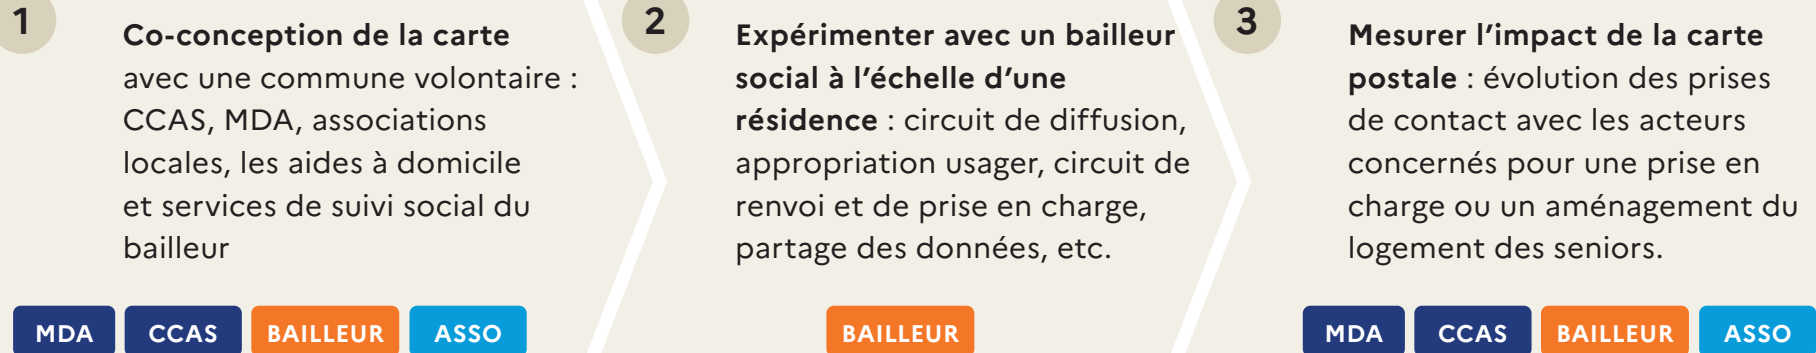 1
Co-conception de la carte
avec une commune volontaire :
CCAS, MDA, associations
locales, les aides à domicile
et services de suivi social du
bailleur
MDA CCAS BAILLEUR ASSO
2
Expérimenter avec un bailleur
social à l’échelle d’une
résidence : circuit de diffusion,
appropriation usager, circuit de
renvoi et de prise en charge,
partage des données, etc.
BAILLEUR
3
Mesurer l’impact de la carte
postale : évolution des prises
de contact avec les acteurs
concernés pour une prise en
charge ou un aménagement du
logement des seniors.
MDA CCAS BAILLEUR ASSO